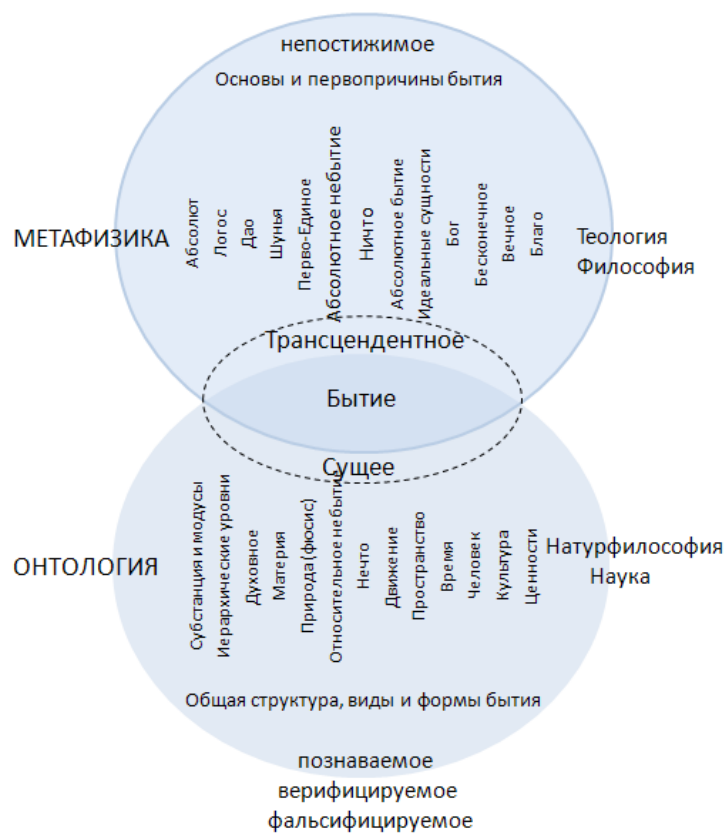 непостижимое
Основы и первопричины бытия
МЕТАФИЗИКА
Абсолют
Логос
Дао
Шунья
Перво-Единое
Абсолютное небытие
Ничто
Абсолютное бытие
Идеальные сущности
Бог
Бесконечное
Вечное
Благо
Теология
Философия
Трансцендентное
Бытие
Сущее
ОНТОЛОГИЯ
Субстанция и модусы
Иерархические уровни
Духовное
Материя
Природа (фюсис)
Относительное небытие
Нечто
Движение
Пространство
Время
Человек
Культура
Ценности
Натурфилософия
Наука
Общая структура, виды и формы бытия
познаваемое
верифицируемое
фальсифицируемое